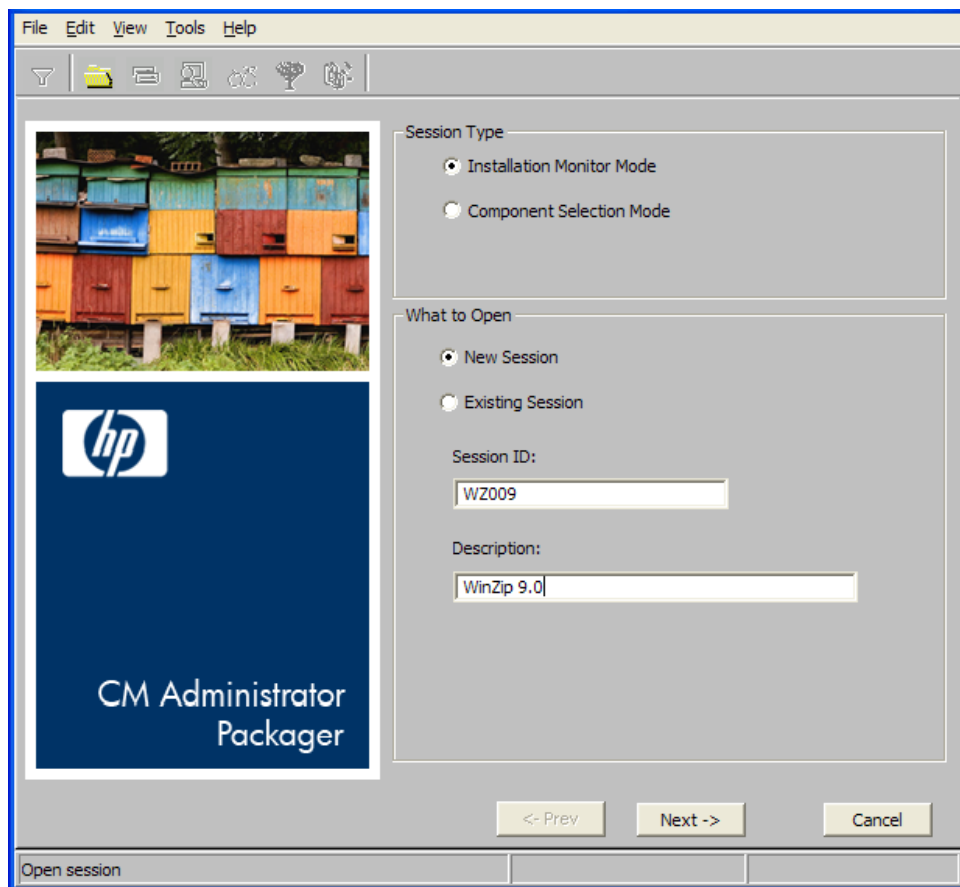 File Edit View Tools Help
Session Type
Installation Monitor Mode
Component Selection Mode
What to Open
New Session
Existing Session
Session ID:
WZ009
Description:
WinZip 9.0
hp
CM Administrator
Packager
<- Prev
Next ->
Cancel
Open session